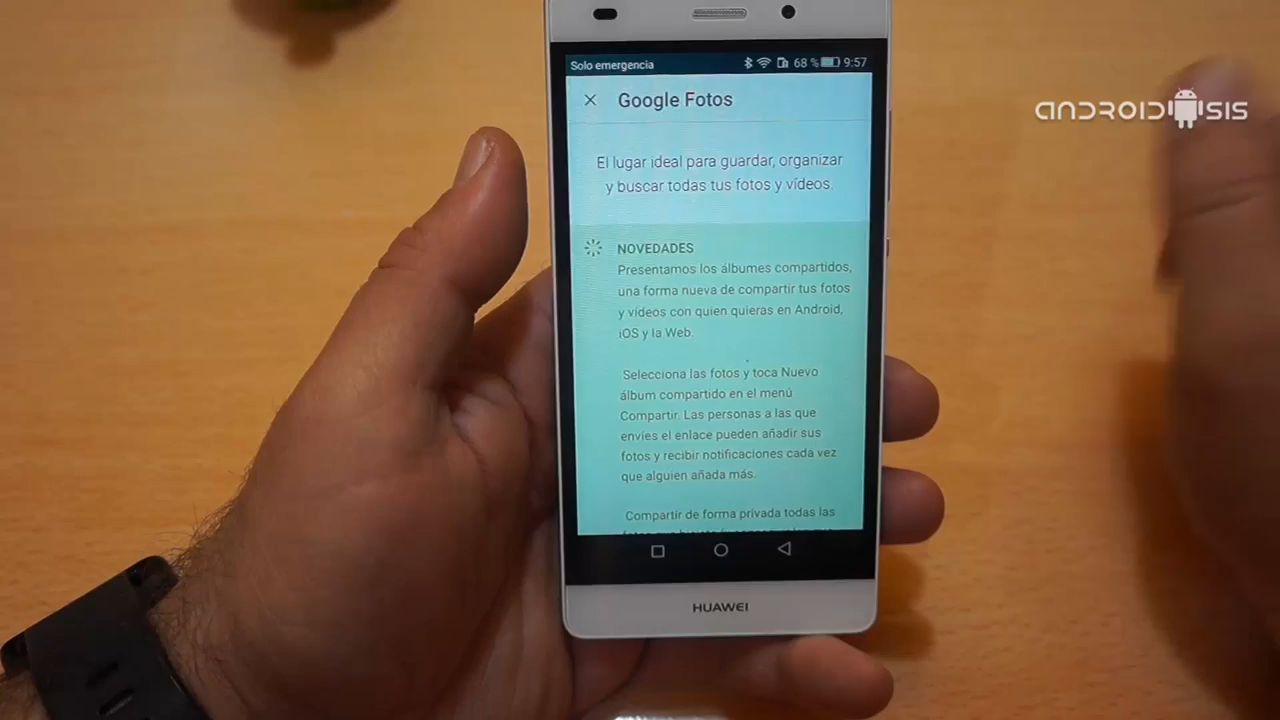 Solo emergencia 68 % 9:57
Google Fotos
ANDROIDSIS
El lugar ideal para guardar, organizar
y buscar todas tus fotos y vídeos.
NOVEDADES
Presentamos los álbumes compartidos,
una forma nueva de compartir tus fotos
y vídeos con quien quieras en Android,
iOS y la Web.
Selecciona las fotos y toca Nuevo
álbum compartido en el menú
Compartir. Las personas a las que
envíes el enlace pueden añadir sus
fotos y recibir notificaciones cada vez
que alguien añada más.
Compartir de forma privada todas las
HUAWEI